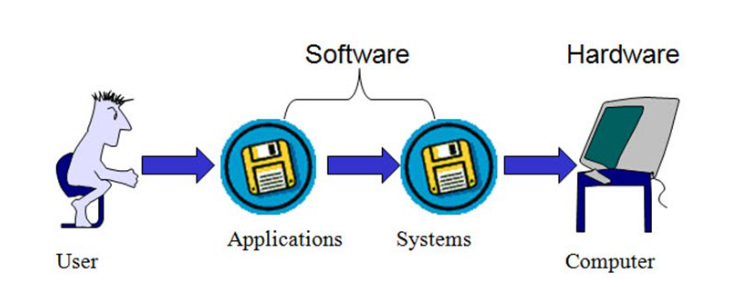 Software
Hardware
Applications
Systems
User
Computer